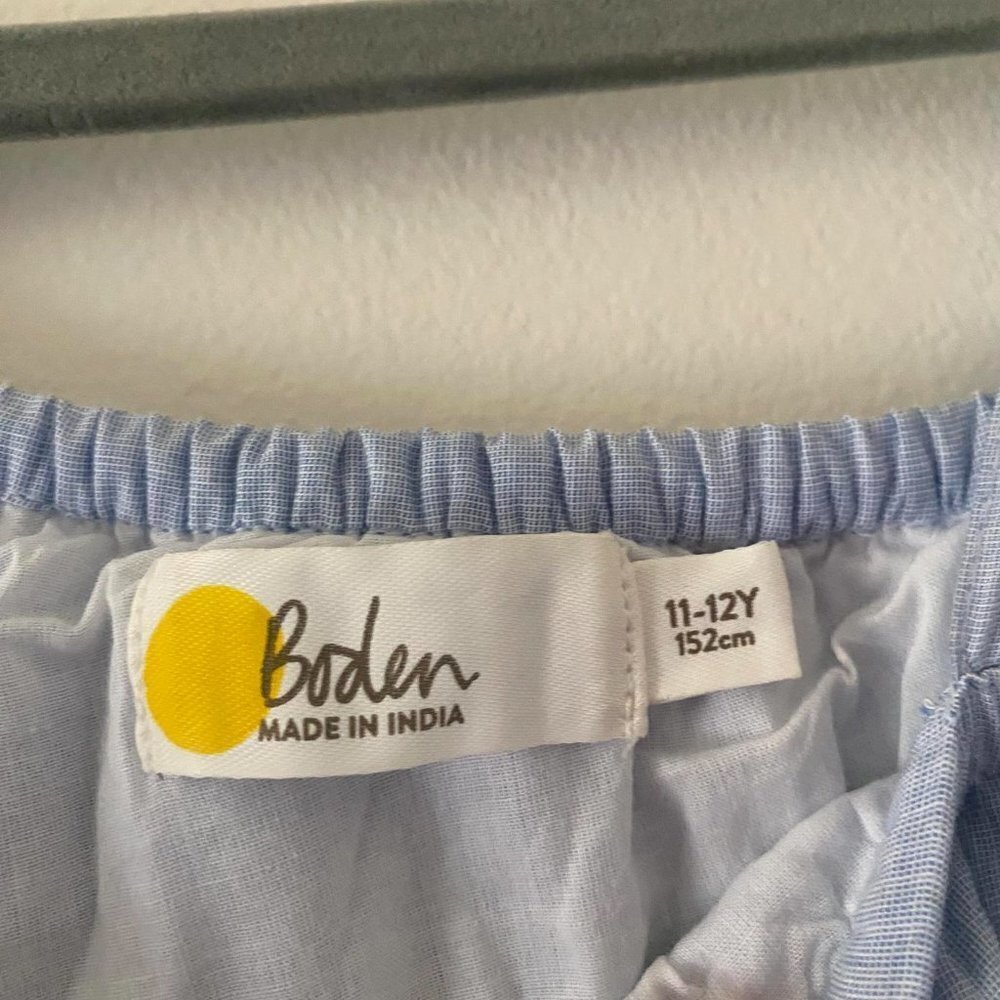 Boden
MADE IN INDIA
11-12Y
152cm